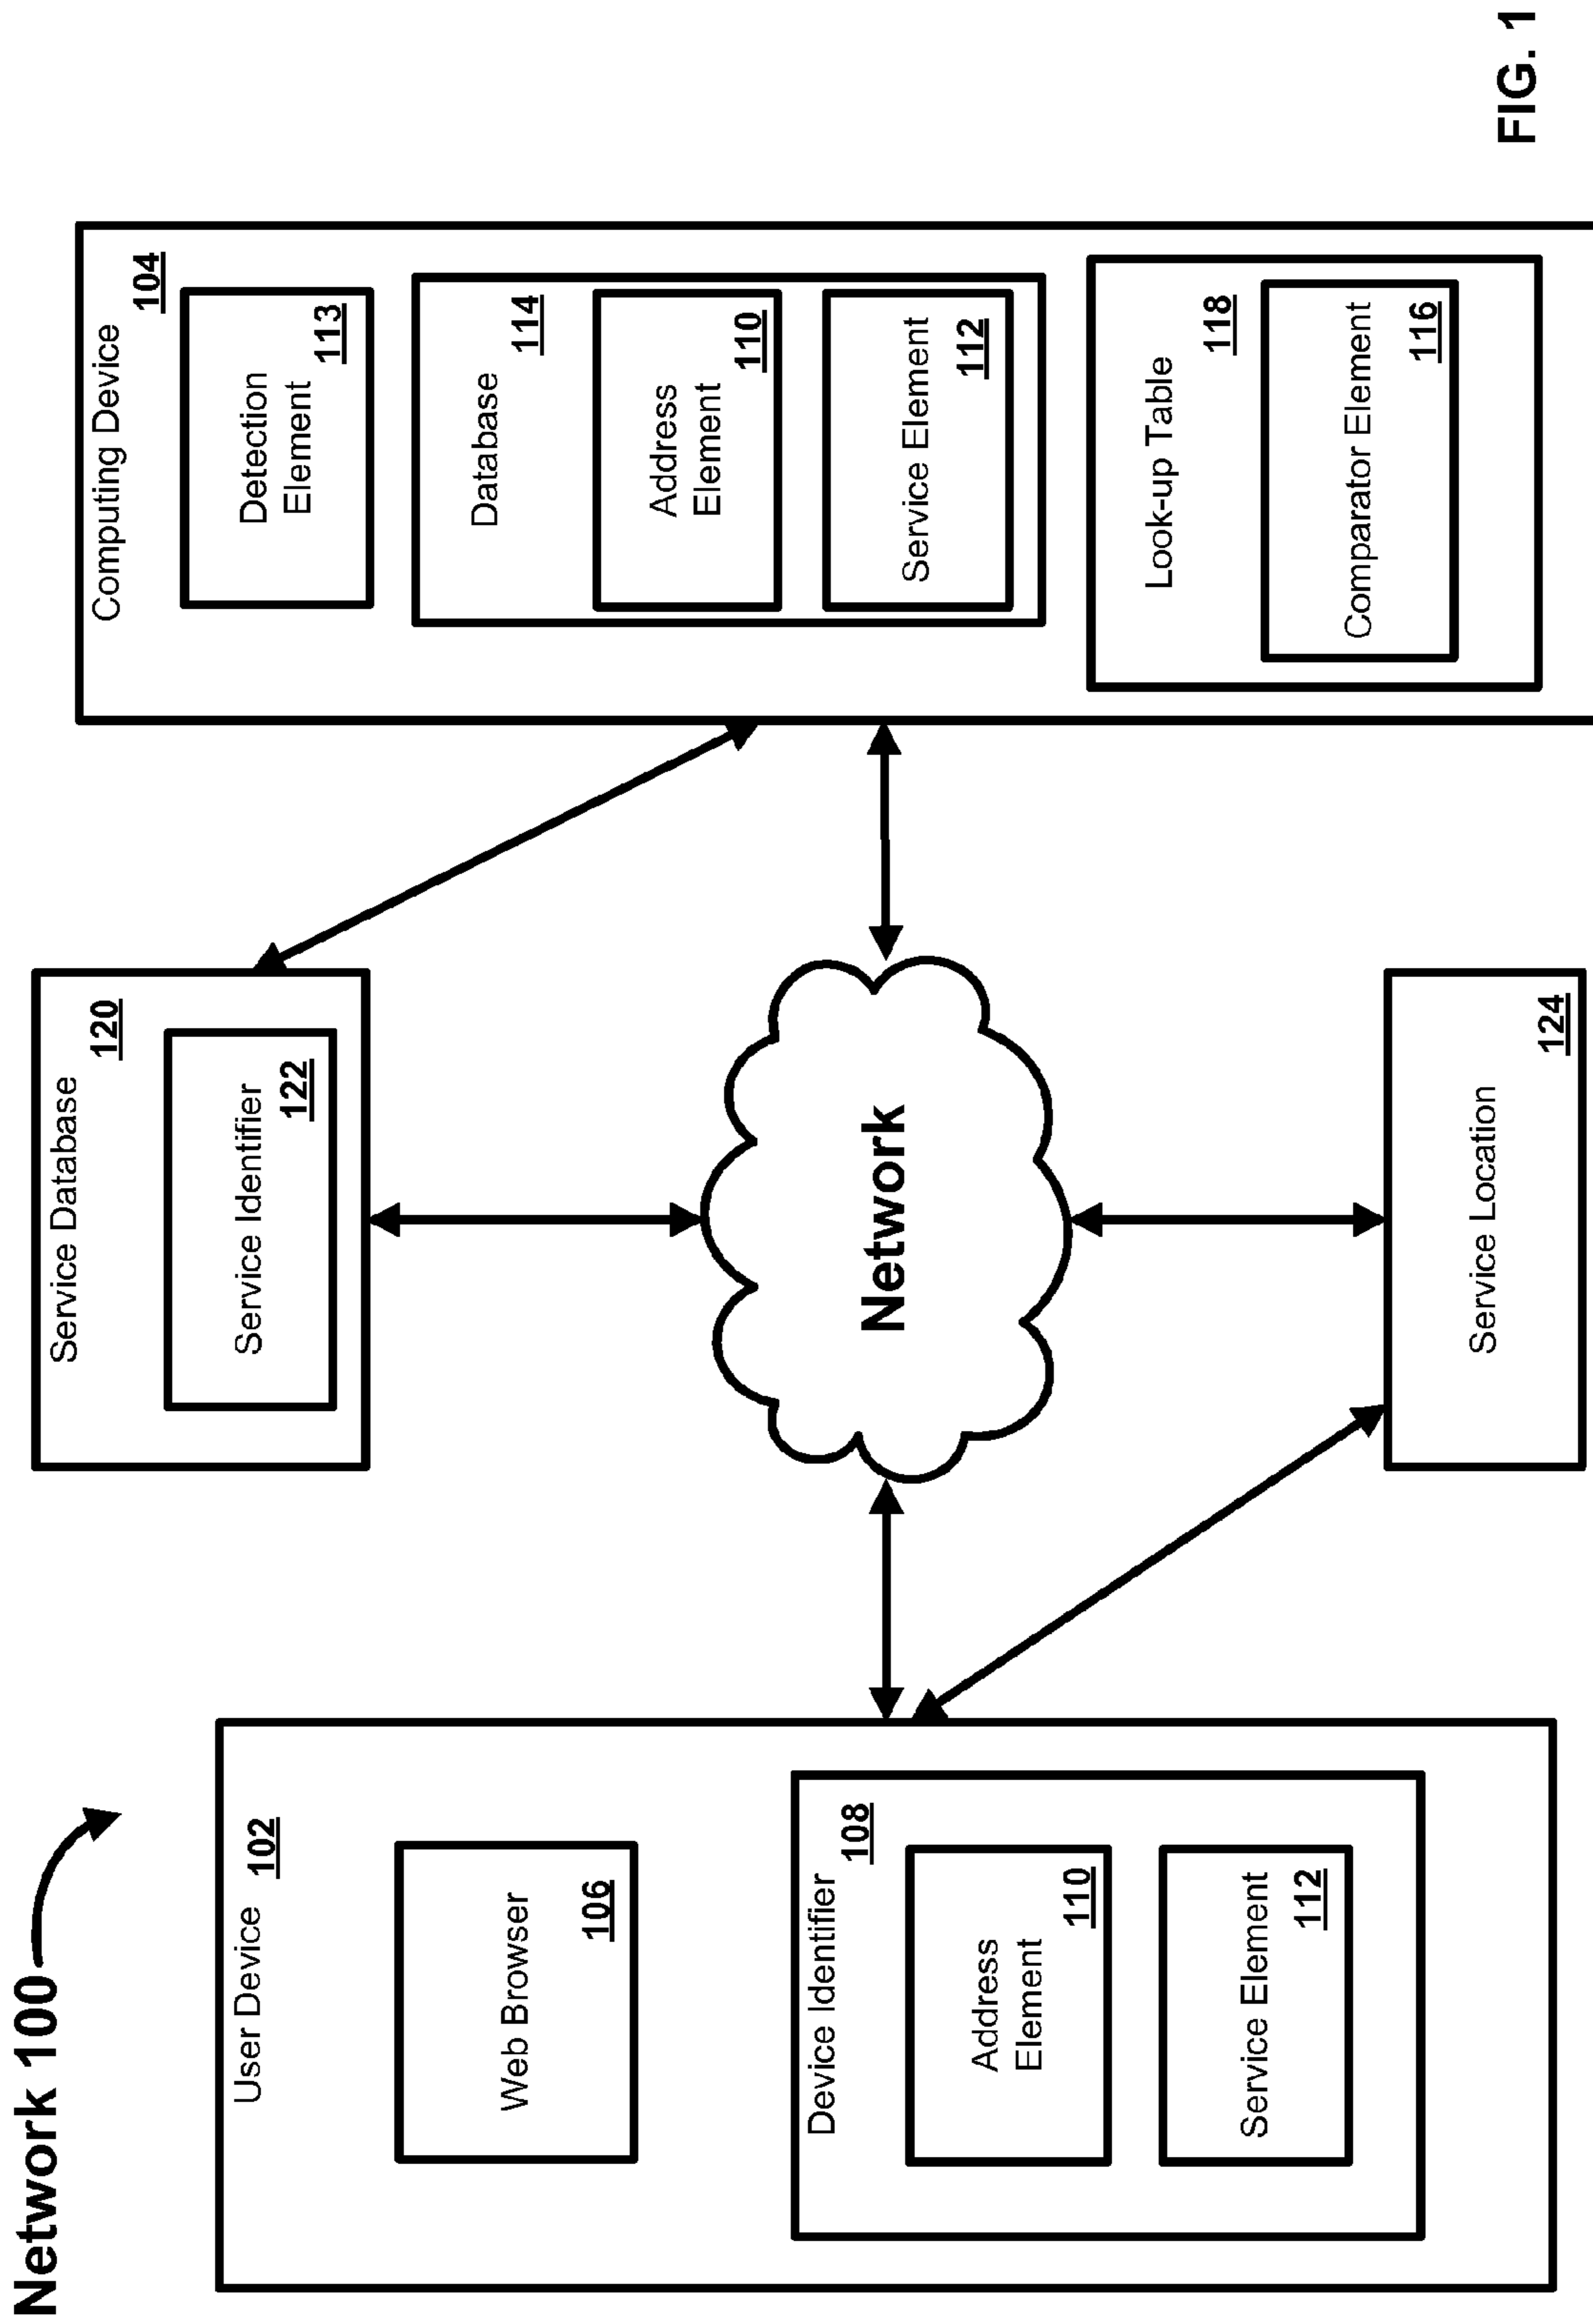 Network 100
User Device
102
Web Browser
106
Device Identifier
108
Address
Element
110
Service Element
112
Service Database
120
Service Identifier
122
Network
Service Location
124
Computing Device
104
Detection
Element
113
Database
114
Address
Element
110
Service Element
112
Look-up Table
118
Comparator Element
116
FIG. 1